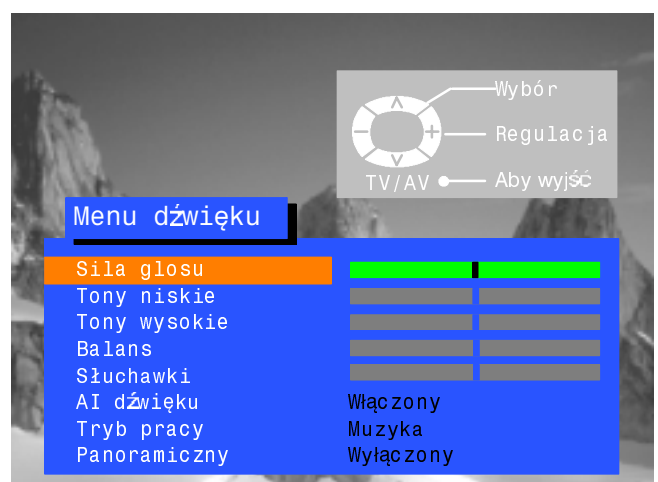 Wybór
Regulacja
TV/AV Aby wyjść
Menu dźwięku
Sila glosu
Tony niskie
Tony wysokie
Balans
Słuchawki
AI dźwięku Włączony
Tryb pracy Muzyka
Panoramiczny Wyłączony